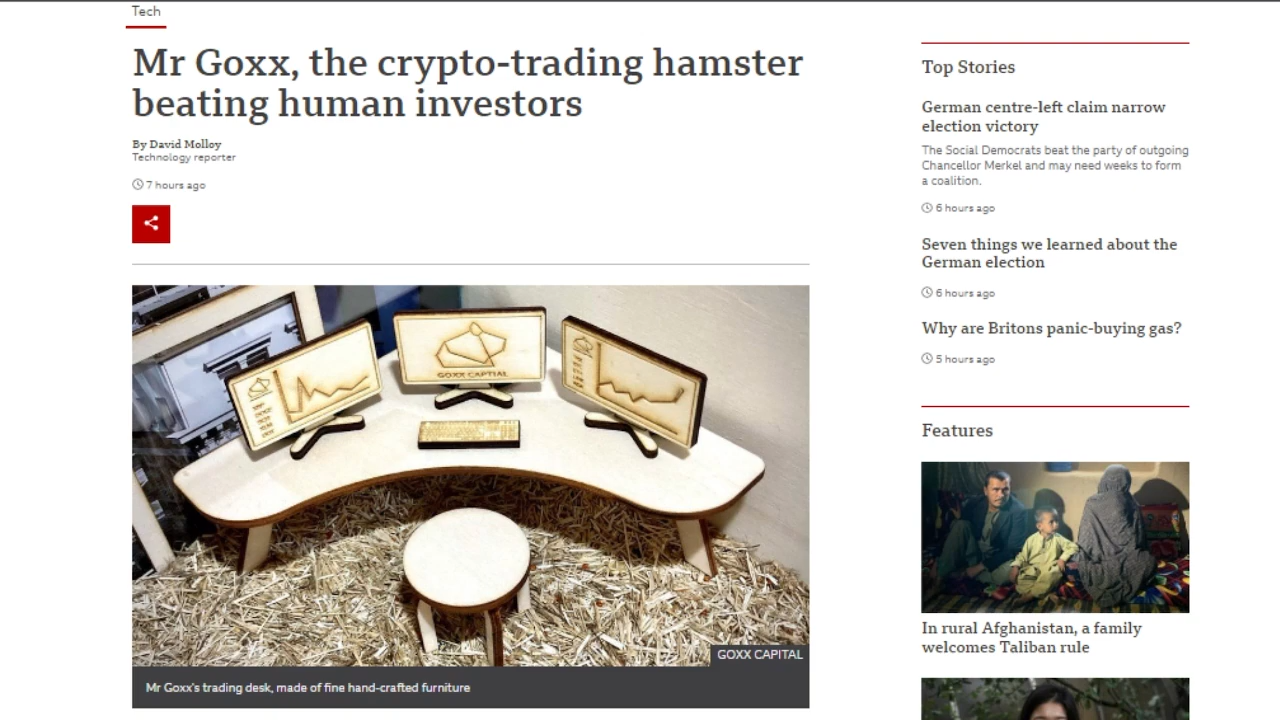 Tech
Mr Goxx, the crypto-trading hamster
beating human investors
By David Molloy
Technology reporter
7 hours ago
GOXX CAPTIAL
GOXX CAPITAL
Mr Goxx's trading desk, made of fine hand-crafted furniture
Top Stories
German centre-left claim narrow
election victory
The Social Democrats beat the party of outgoing
Chancellor Merkel and may need weeks to form
a coalition.
6 hours ago
Seven things we learned about the
German election
6 hours ago
Why are Britons panic-buying gas?
5 hours ago
Features
In rural Afghanistan, a family
welcomes Taliban rule